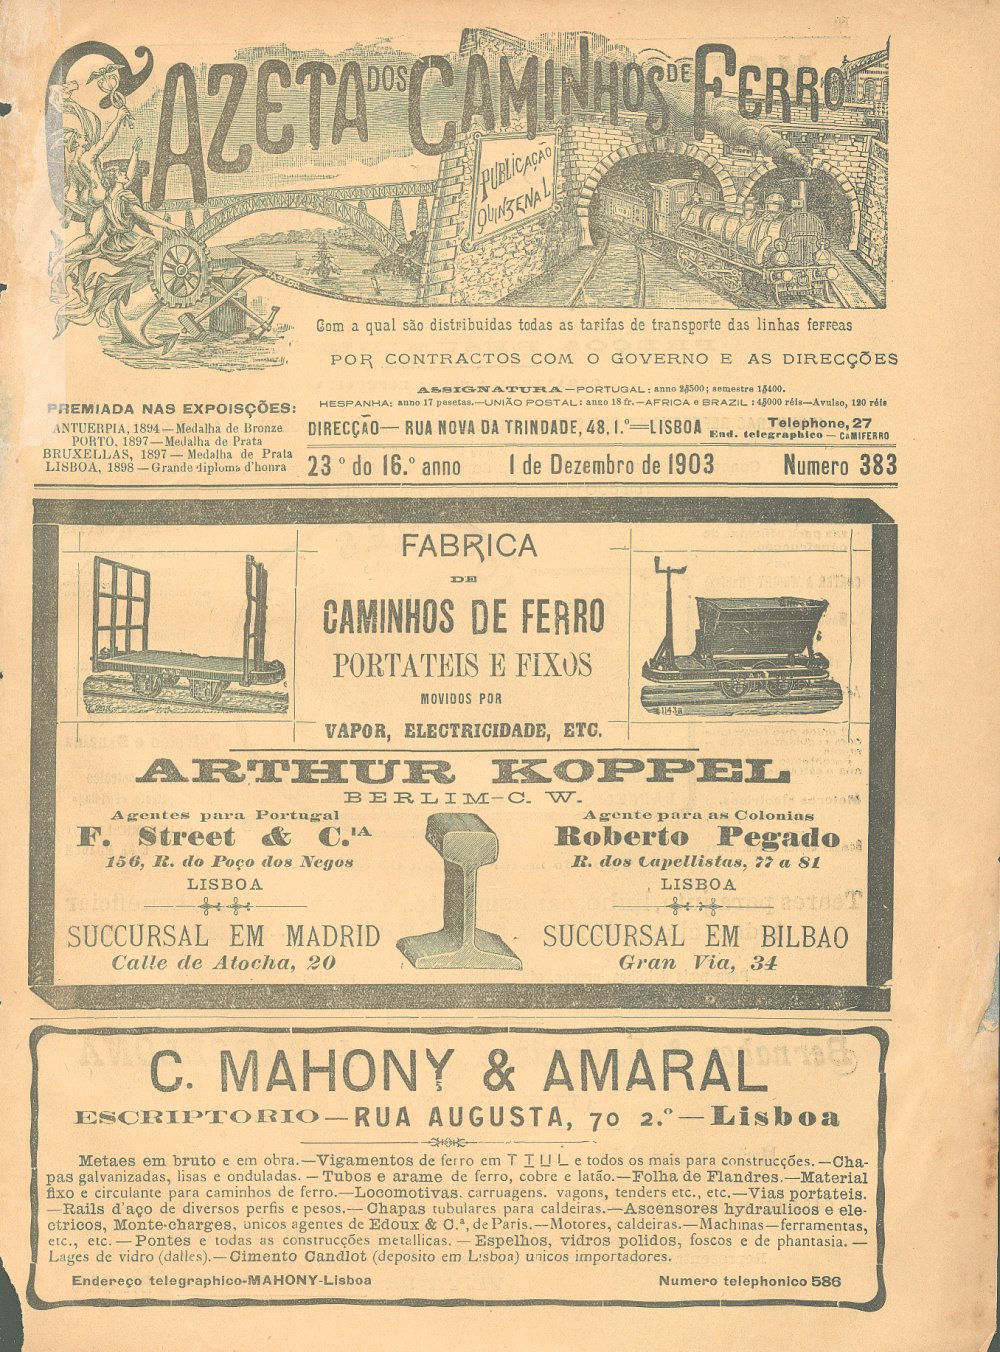 GAZETA DOS CAMINHOS DE FERRO
PUBLICAÇÃO
QUINZENAL
Com a qual são distribuidas todas as tarifas de transporte das linhas ferreas
POR CONTRACTOS COM O GOVERNO E AS DIRECÇÕES
ASSIGNATURA—PORTUGAL: anno 2$500; semestre 1$400.
HESPANHA: anno 17 pesetas.—UNIÃO POSTAL: anno 18 fr.—AFRICA e BRAZIL: 4$000 réis—Avulso, 120 réis
PREMIADA NAS EXPOISÇÕES:
ANTUERPIA, 1894—Medalha de Bronze
PORTO, 1897—Medalha de Prata
BRUXELLAS, 1897—Medalha de Prata
LISBOA, 1898—Grande diploma d'honra
DIRECÇÃO—RUA NOVA DA TRINDADE, 48, 1.º=LISBOA
Telephone, 27
End. telegraphico—CAMIFERRO
23º do 16.º anno 1 de Dezembro de 1903 Numero 383
FABRICA
DE
CAMINHOS DE FERRO
PORTATEIS E FIXOS
MOVIDOS POR
VAPOR, ELECTRICIDADE, ETC.
1143a
ARTHUR KOPPEL
BERLIM-C. W.
Agentes para Portugal
F. Street & C.IA
156, R. do Poço dos Negos
LISBOA
SUCCURSAL EM MADRID
Calle de Atocha, 20
Agente para as Colonias
Roberto Pegado
R. dos Capellistas, 77 a 81
LISBOA
SUCCURSAL EM BILBAO
Gran Via, 34
C. MAHONY & AMARAL
ESCRIPTORIO—RUA AUGUSTA, 70 2.º—Lisboa
Metaes em bruto e em obra.—Vigamentos de ferro em T I U L e todos os mais para construcções.—Cha-
pas galvanizadas, lisas e onduladas.—Tubos e arame de ferro, cobre e latão.—Folha de Flandres.—Material
fixo e circulante para caminhos de ferro.—Locomotivas. carruagens. vagons, tenders etc., etc.—Vias portateis.
—Rails d'aço de diversos perfis e pesos.—Chapas tubulares para caldeiras.—Ascensores hydraulicos e ele-
ctricos, Monte-charges, unicos agentes de Edoux & C.ª, de Paris.—Motores, caldeiras.—Machinas—ferramentas,
etc., etc.—Pontes e todas as construcções metallicas.—Espelhos, vidros polidos, foscos e de phantasia.—
Lages de vidro (dalles).—Cimento Candlot (deposito em Lisboa) unicos importadores.
Endereço telegraphico-MAHONY-Lisboa
Numero telephonico 586